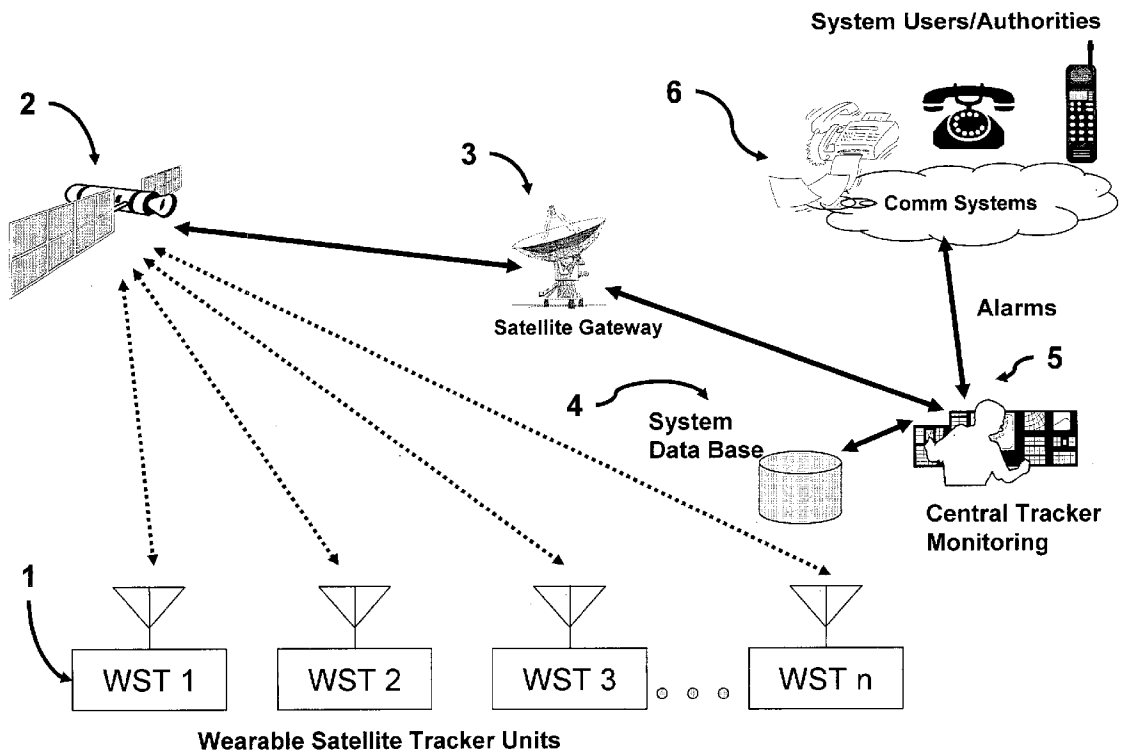 System Users/Authorities
2
6
3
Comm Systems
Satellite Gateway
Alarms
5
4
System
Data Base
Central Tracker
Monitoring
1
WST 1
WST 2
WST 3
WST n
Wearable Satellite Tracker Units